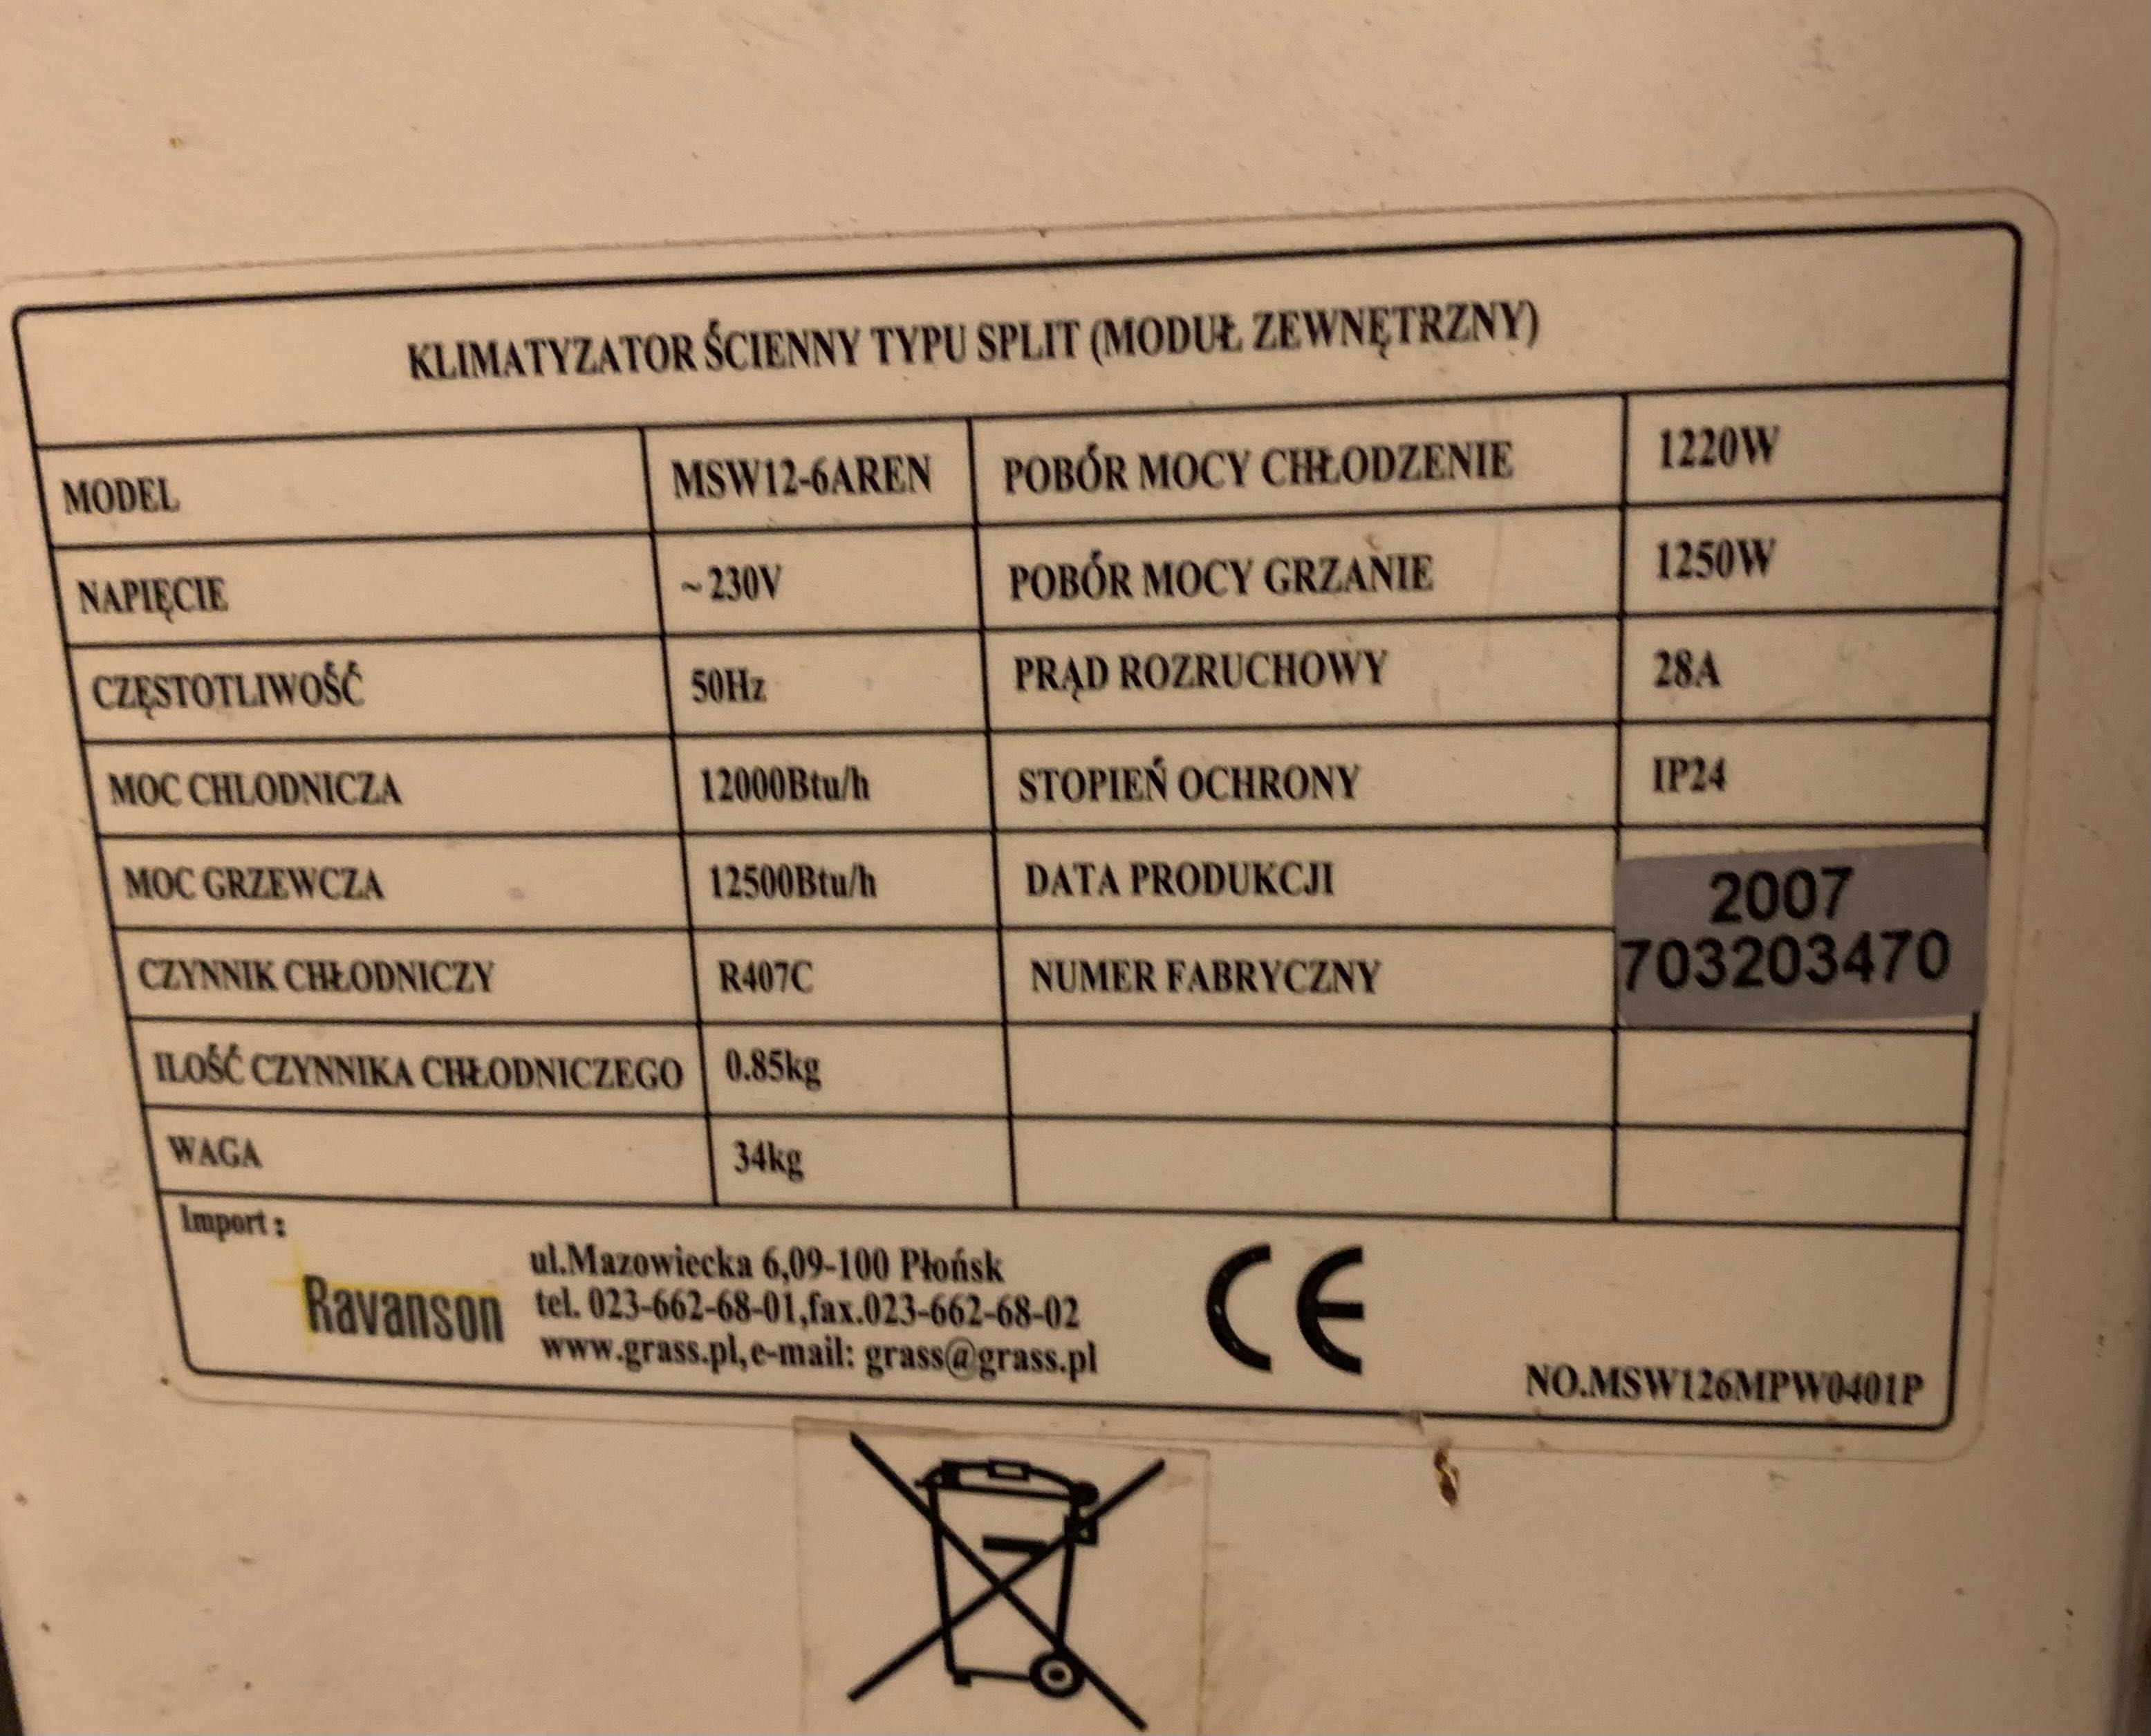 KLIMATYZATOR ŚCIENNY TYPU SPLIT (MODUŁ ZEWNĘTRZNY)
MODEL MSW12-6AREN POBÓR MOCY CHŁODZENIE 1220W
NAPIĘCIE ~230V POBÓR MOCY GRZANIE 1250W
CZĘSTOTLIWOŚĆ 50Hz PRĄD ROZRUCHOWY 28A
MOC CHLODNICZA 12000Btu/h STOPIEŃ OCHRONY IP24
MOC GRZEWCZA 12500Btu/h DATA PRODUKCJI 2007
CZYNNIK CHŁODNICZY R407C NUMER FABRYCZNY 703203470
ILOŚĆ CZYNNIKA CHŁODNICZEGO 0.85kg
WAGA 34kg
Import :
Ravanson
ul.Mazowiecka 6,09-100 Płońsk
tel. 023-662-68-01,fax.023-662-68-02
www.grass.pl,e-mail: grass@grass.pl
CE
NO.MSW126MPW0401P